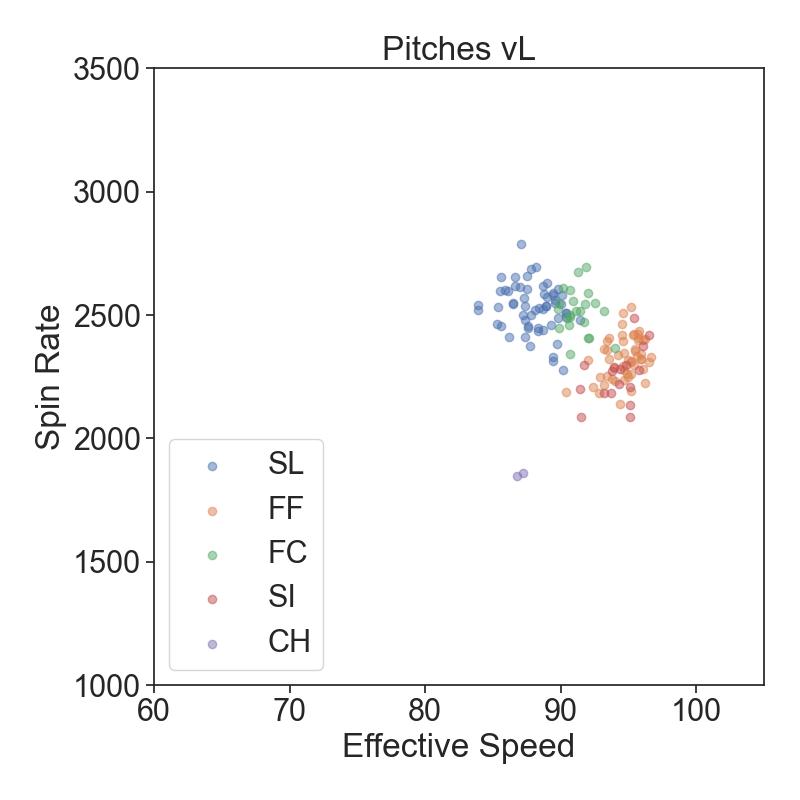 Pitches vL
3500
3000
2500
2000
1500
1000
Spin Rate
SL
FF
FC
SI
CH
60 70 80 90 100
Effective Speed